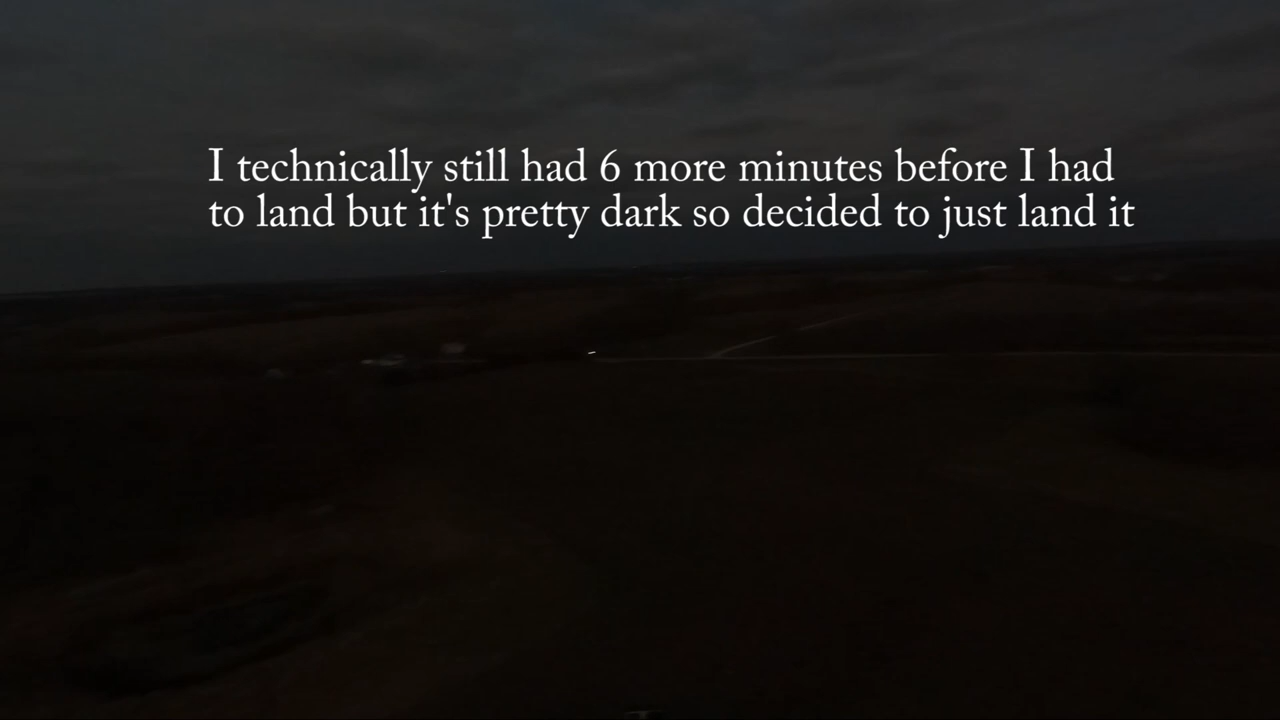 I technically still had 6 more minutes before I had
to land but it's pretty dark so decided to just land it